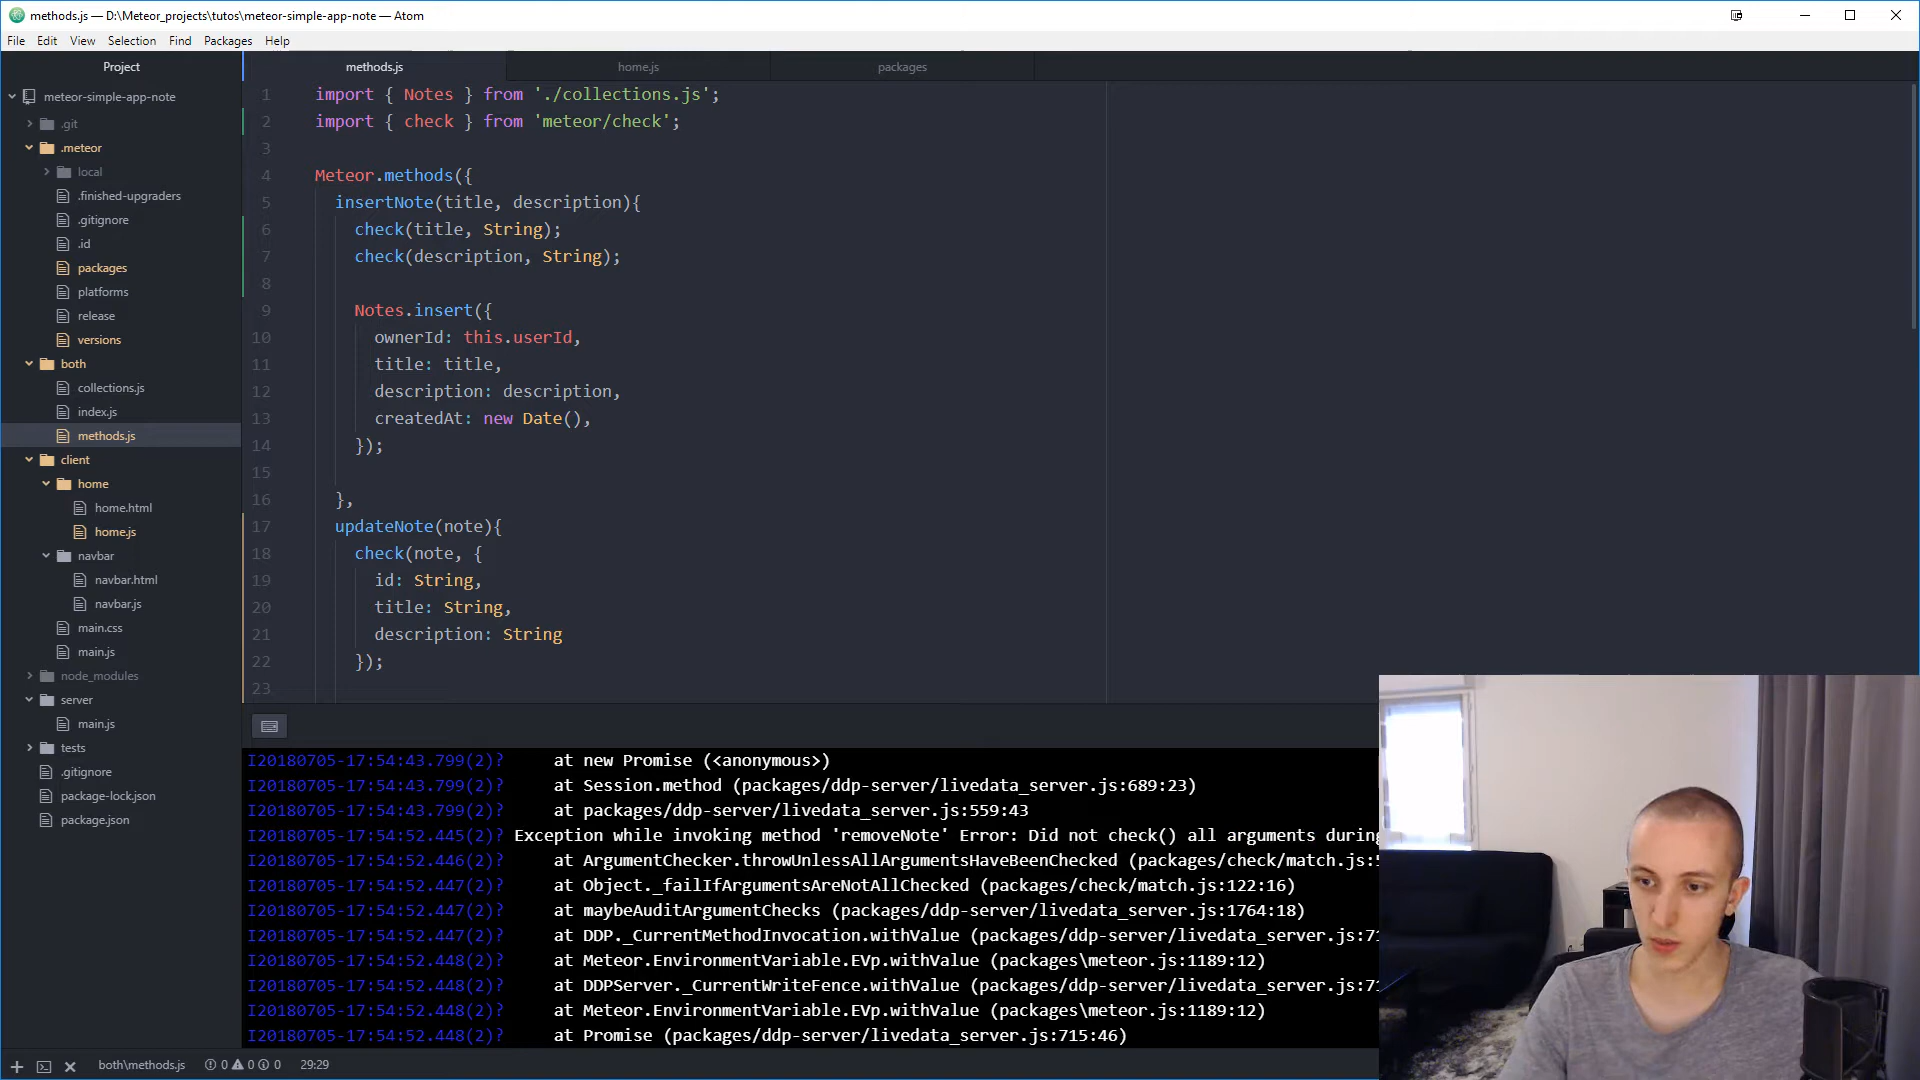 methods.js — D:\Meteor_projects\tutos\meteor-simple-app-note — Atom
File Edit View Selection Find Packages Help
Project
methods.js
home.js
packages
meteor-simple-app-note
.git
.meteor
local
.finished-upgraders
.gitignore
.id
packages
platforms
release
versions
both
collections.js
index.js
methods.js
client
home
home.html
home.js
navbar
navbar.html
navbar.js
main.css
main.js
node_modules
server
main.js
tests
.gitignore
package-lock.json
package.json
1 import { Notes } from './collections.js';
2 import { check } from 'meteor/check';
3
4 Meteor.methods({
5 insertNote(title, description){
6 check(title, String);
7 check(description, String);
8
9 Notes.insert({
10 ownerId: this.userId,
11 title: title,
12 description: description,
13 createdAt: new Date(),
14 });
15
16 },
17 updateNote(note){
18 check(note, {
19 id: String,
20 title: String,
21 description: String
22 });
23
I20180705-17:54:43.799(2)? at new Promise (<anonymous>)
I20180705-17:54:43.799(2)? at Session.method (packages/ddp-server/livedata_server.js:689:23)
I20180705-17:54:43.799(2)? at packages/ddp-server/livedata_server.js:559:43
I20180705-17:54:52.445(2)? Exception while invoking method 'removeNote' Error: Did not check() all arguments during
I20180705-17:54:52.446(2)? at ArgumentChecker.throwUnlessAllArgumentsHaveBeenChecked (packages/check/match.js:5
I20180705-17:54:52.447(2)? at Object._failIfArgumentsAreNotAllChecked (packages/check/match.js:122:16)
I20180705-17:54:52.447(2)? at maybeAuditArgumentChecks (packages/ddp-server/livedata_server.js:1764:18)
I20180705-17:54:52.447(2)? at DDP._CurrentMethodInvocation.withValue (packages/ddp-server/livedata_server.js:71
I20180705-17:54:52.448(2)? at Meteor.EnvironmentVariable.EVp.withValue (packages\meteor.js:1189:12)
I20180705-17:54:52.448(2)? at DDPServer._CurrentWriteFence.withValue (packages/ddp-server/livedata_server.js:71
I20180705-17:54:52.448(2)? at Meteor.EnvironmentVariable.EVp.withValue (packages\meteor.js:1189:12)
I20180705-17:54:52.448(2)? at Promise (packages/ddp-server/livedata_server.js:715:46)
both\methods.js 0 0 0 29:29